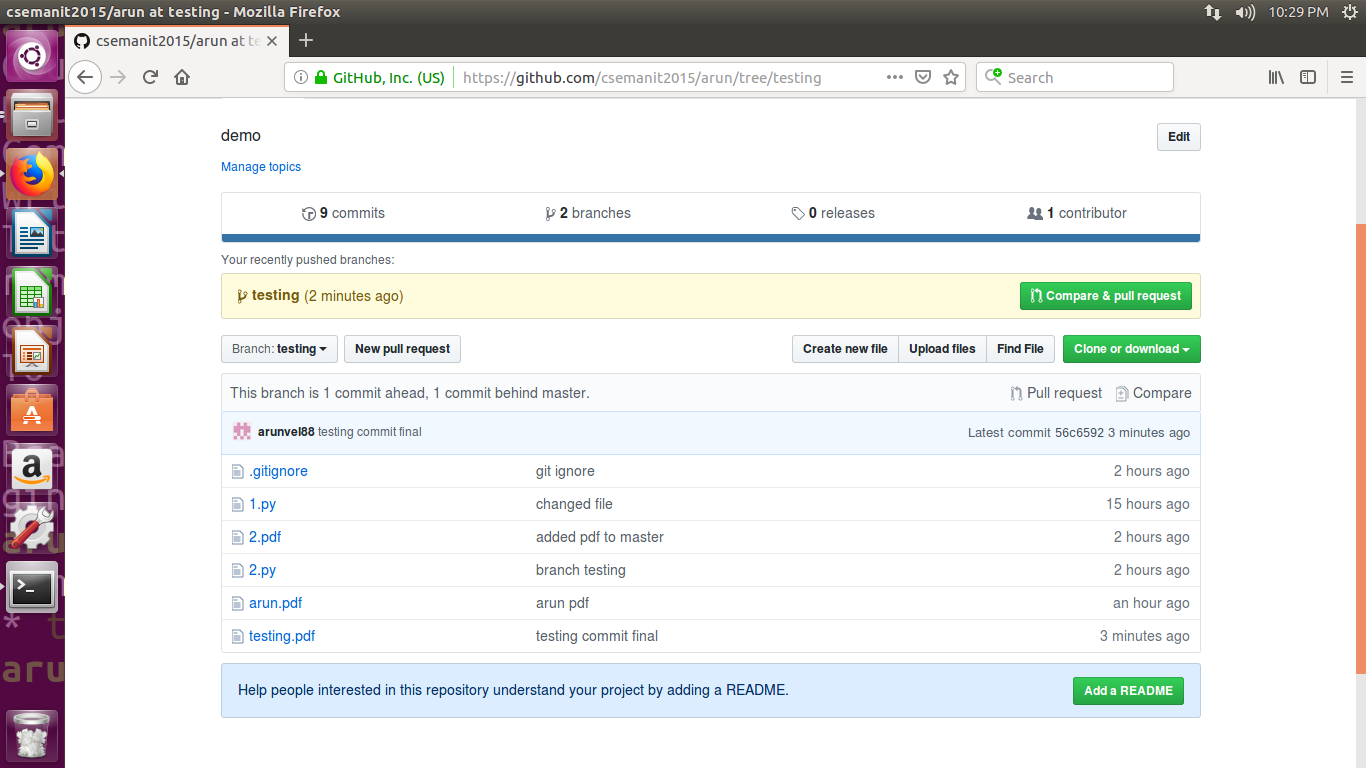 csemanit2015/arun at testing - Mozilla Firefox
10:29 PM
csemanit2015/arun at te
GitHub, Inc. (US)
https://github.com/csemanit2015/arun/tree/testing
Search
demo
Edit
Manage topics
9 commits
2 branches
0 releases
1 contributor
Your recently pushed branches:
testing (2 minutes ago)
Compare & pull request
Branch: testing
New pull request
Create new file
Upload files
Find File
Clone or download
This branch is 1 commit ahead, 1 commit behind master.
Pull request
Compare
arunvel88 testing commit final
Latest commit 56c6592 3 minutes ago
.gitignore
git ignore
2 hours ago
1.py
changed file
15 hours ago
2.pdf
added pdf to master
2 hours ago
2.py
branch testing
2 hours ago
arun.pdf
arun pdf
an hour ago
testing.pdf
testing commit final
3 minutes ago
* t
aru
Help people interested in this repository understand your project by adding a README.
Add a README